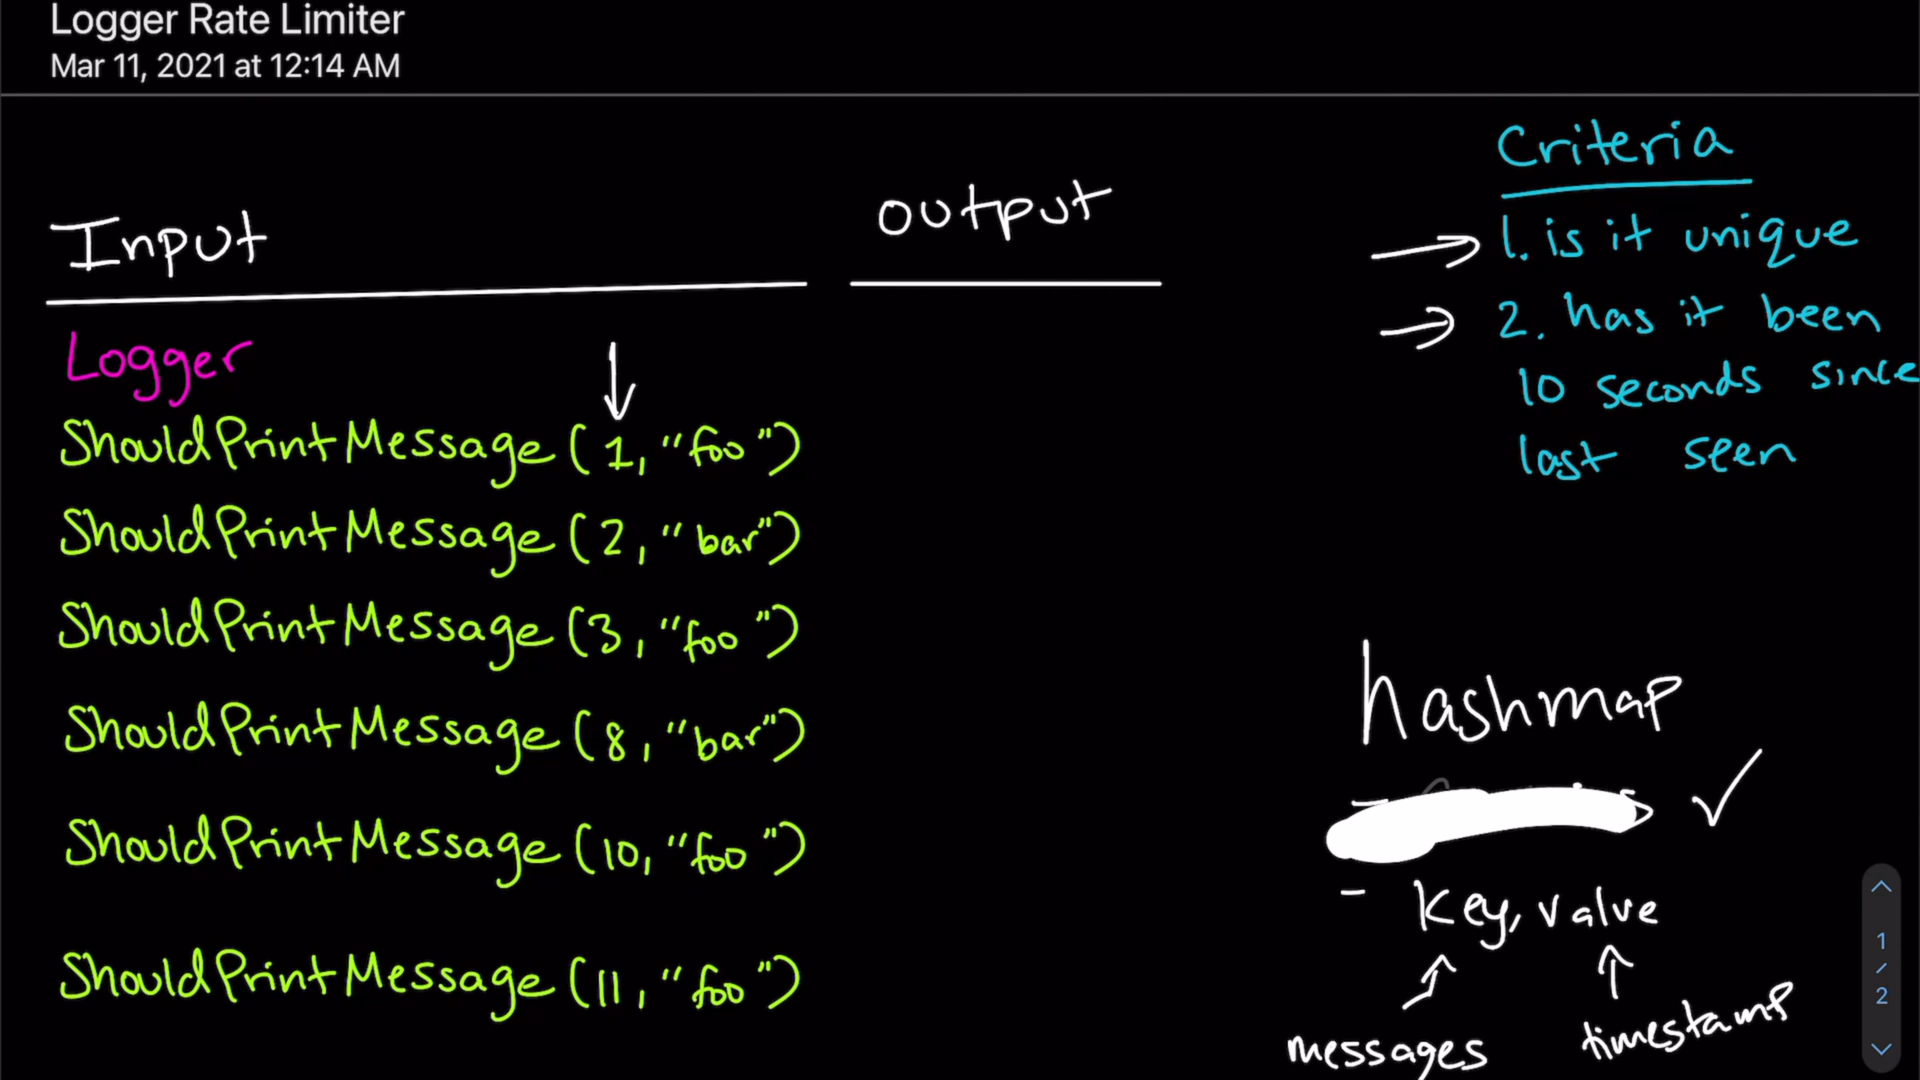 Logger Rate Limiter
Mar 11, 2021 at 12:14 AM
Input
output
Logger
ShouldPrintMessage(1, "foo")
ShouldPrintMessage(2, "bar")
ShouldPrintMessage(3, "foo")
ShouldPrintMessage(8, "bar")
ShouldPrintMessage(10, "foo")
ShouldPrintMessage(11, "foo")
Criteria
1. is it unique
2. has it been
10 seconds since
last seen
hashmap
- key, value
messages
timestamp
1
/
2